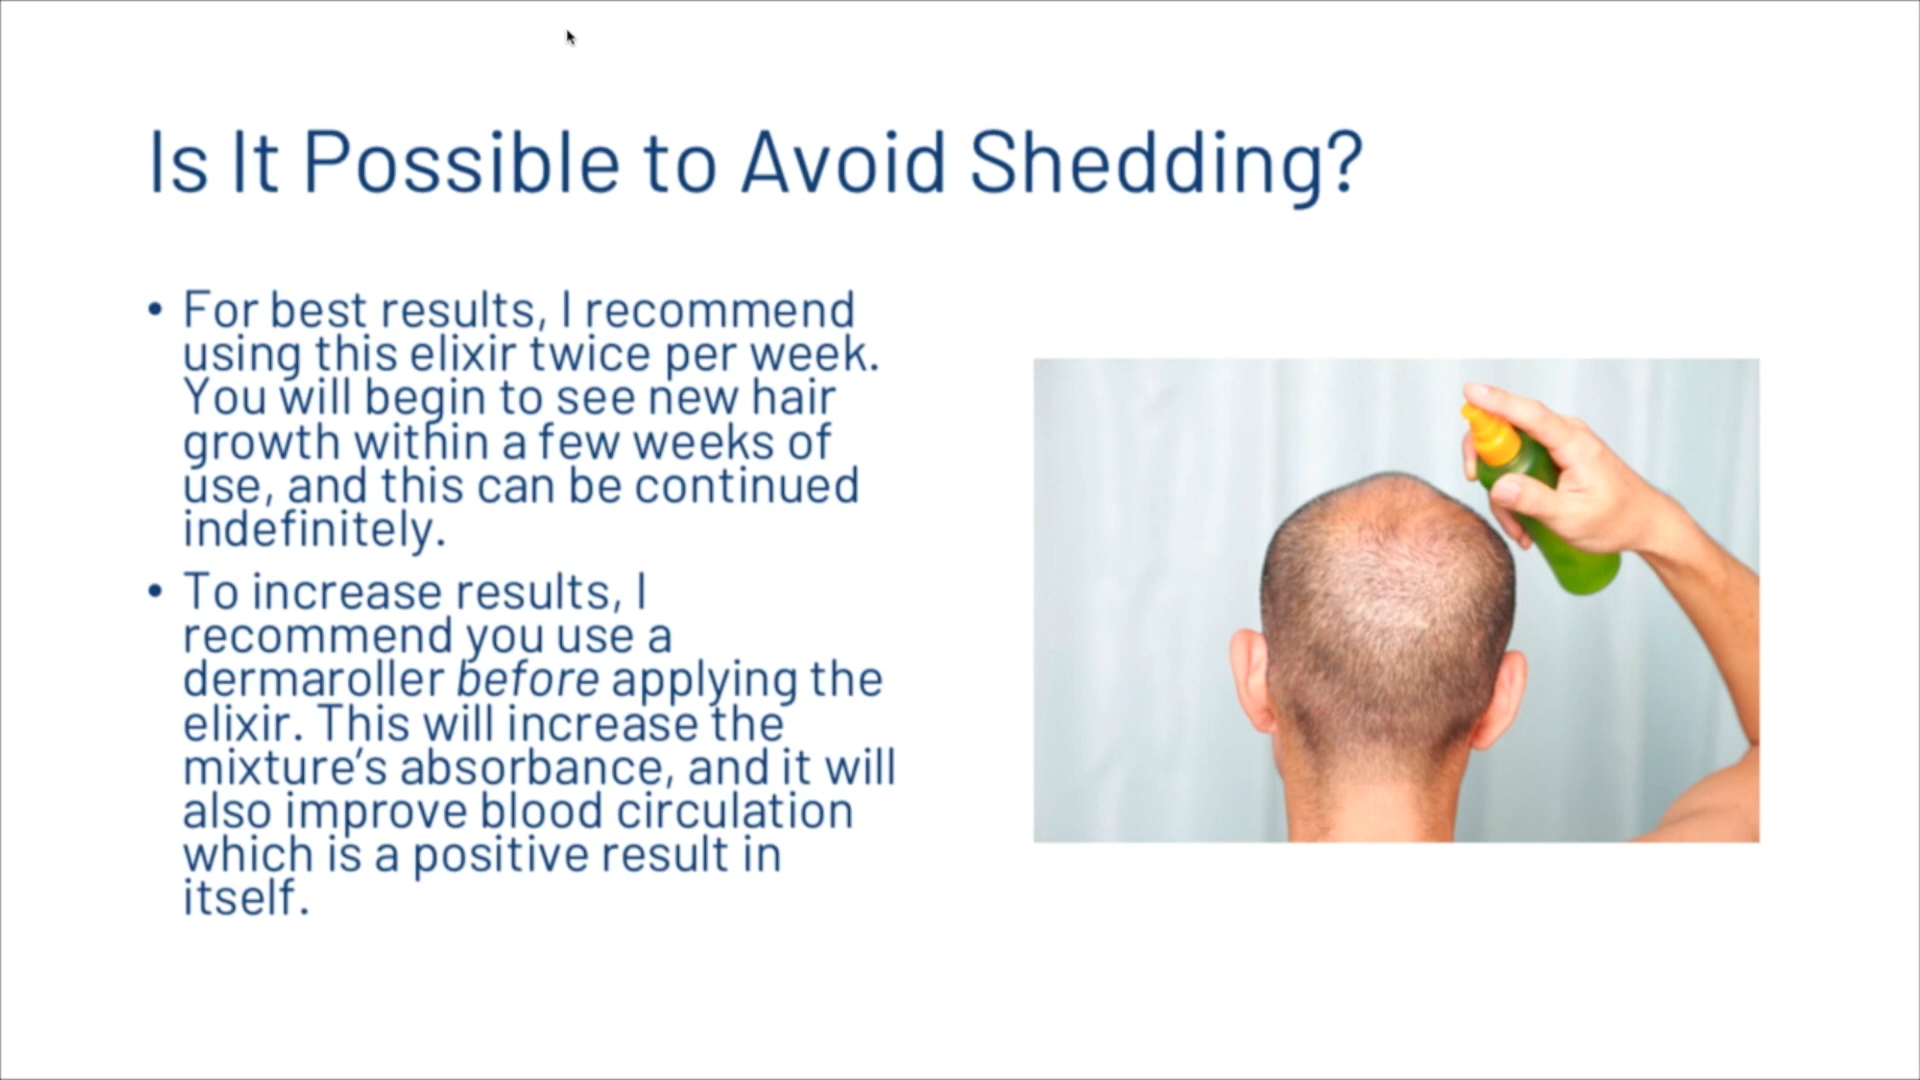 Is It Possible to Avoid Shedding?
• For best results, I recommend
using this elixir twice per week.
You will begin to see new hair
growth within a few weeks of
use, and this can be continued
indefinitely.
• To increase results, I
recommend you use a
dermaroller before applying the
elixir. This will increase the
mixture’s absorbance, and it will
also improve blood circulation
which is a positive result in
itself.